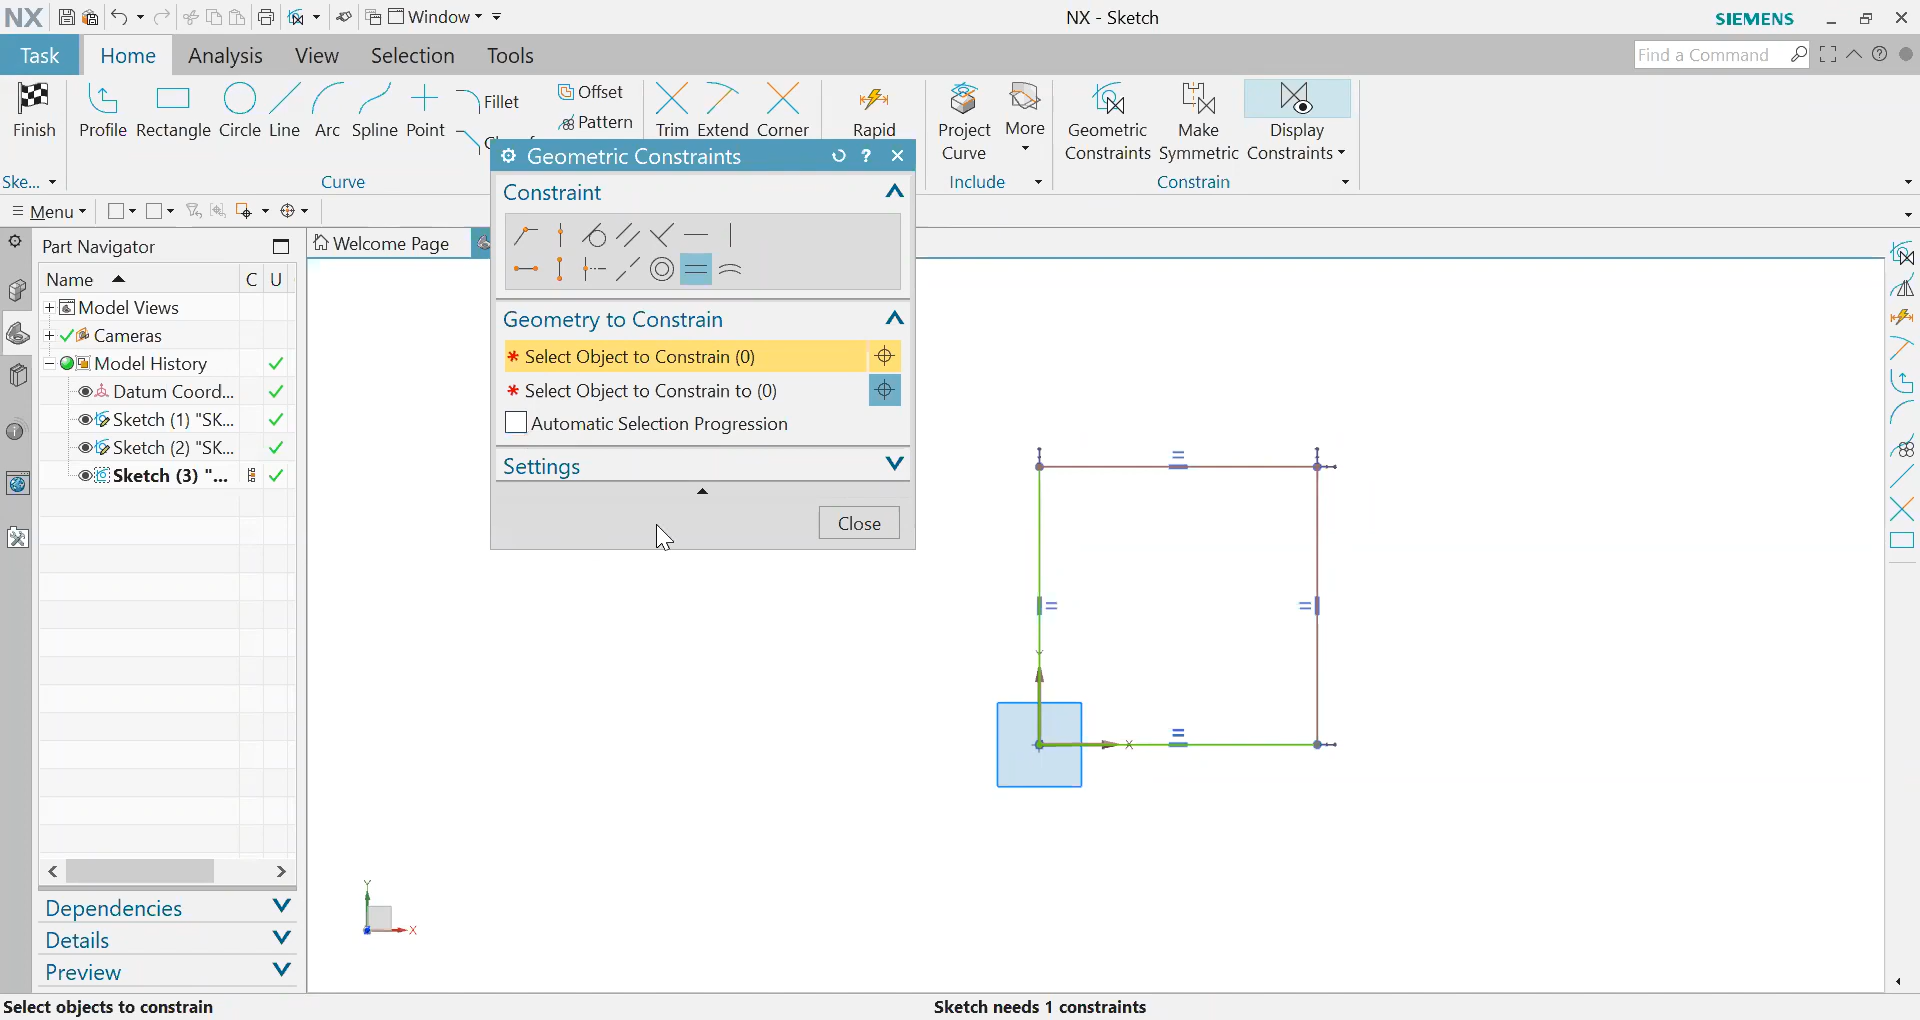 NX
Window
NX - Sketch
SIEMENS
Task
Home
Analysis
View
Selection
Tools
Find a Command
Finish
Profile
Rectangle
Circle
Line
Arc
Spline
Point
Fillet
Offset
Pattern
Trim
Extend
Corner
Rapid
Project
Curve
More
Geometric
Constraints
Make
Symmetric
Display
Constraints
Ske...
Curve
Include
Constrain
Menu
Geometric Constraints
Constraint
Geometry to Constrain
* Select Object to Constrain (0)
* Select Object to Constrain to (0)
Automatic Selection Progression
Settings
Close
Part Navigator
Welcome Page
Name
C
U
Model Views
Cameras
Model History
Datum Coord...
Sketch (1) "SK...
Sketch (2) "SK...
Sketch (3) "...
Y
X
Y
X
Dependencies
Details
Preview
Select objects to constrain
Sketch needs 1 constraints